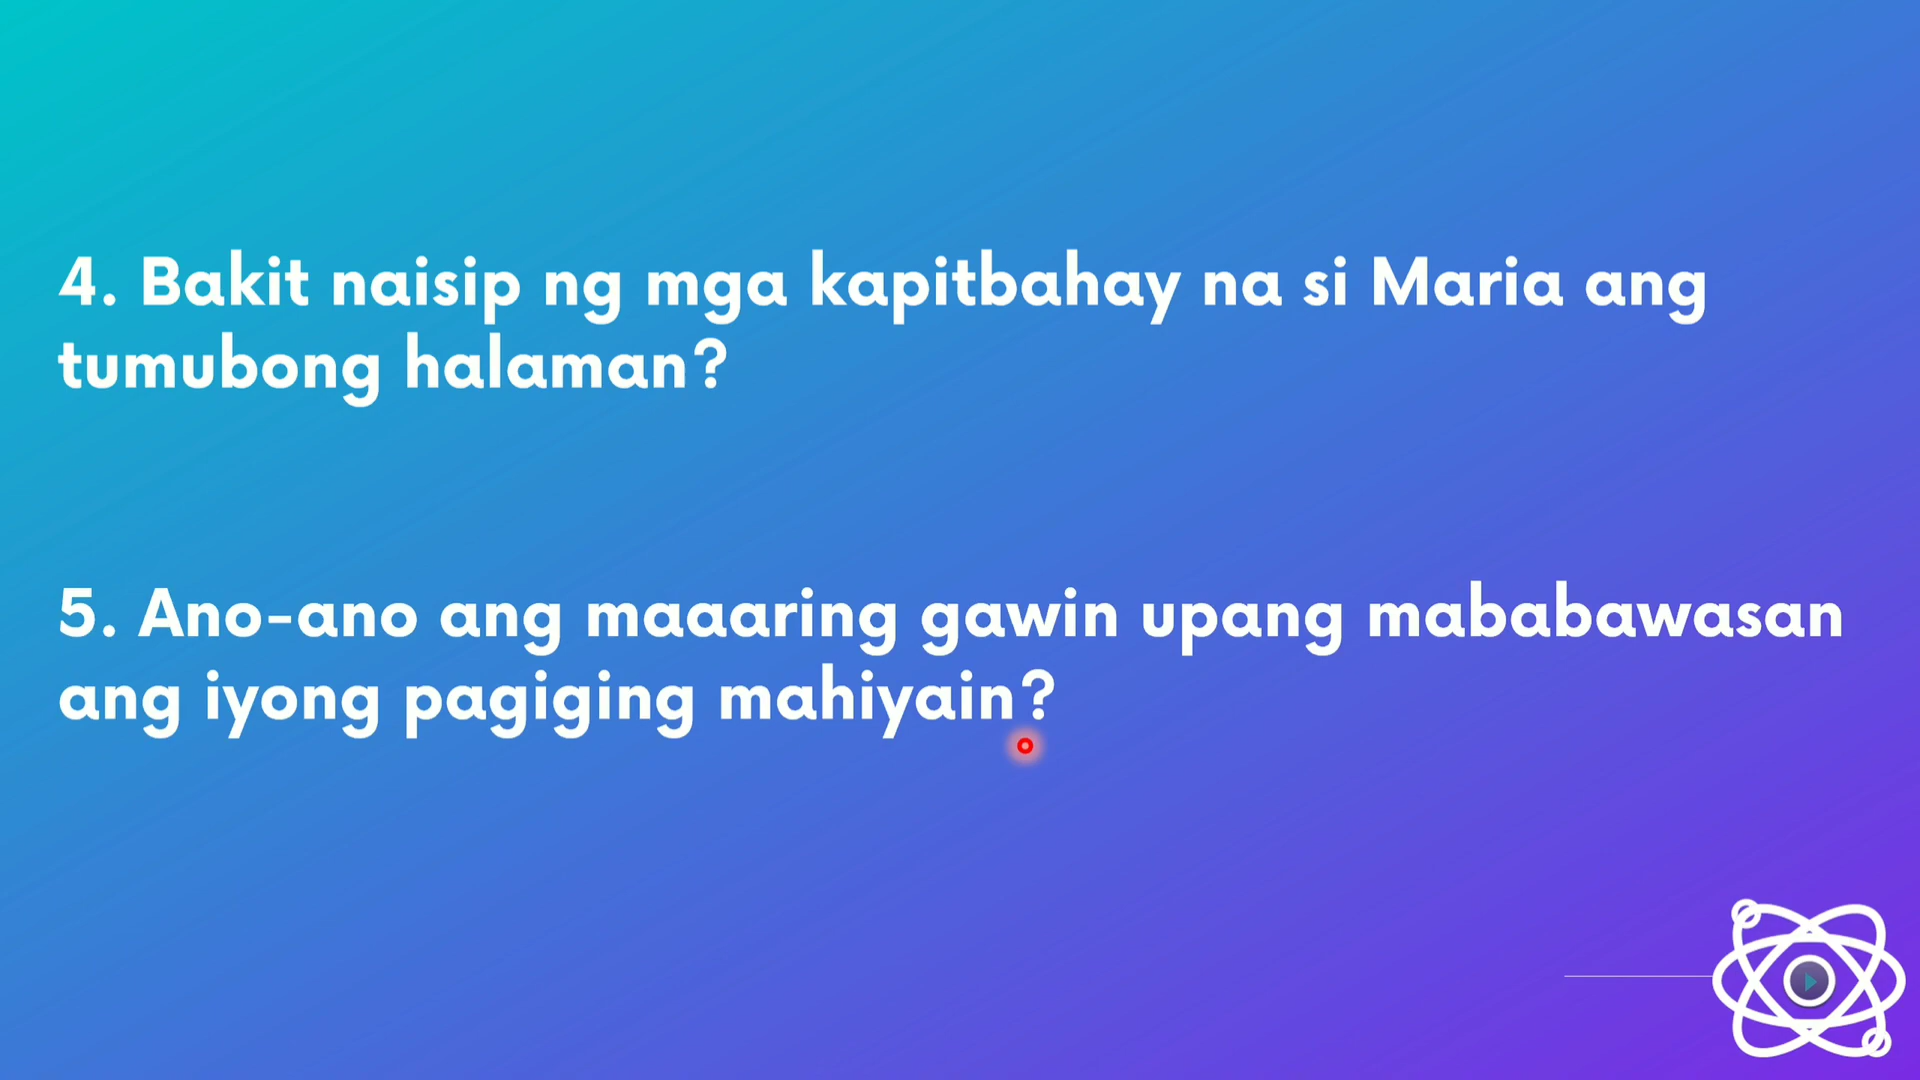 4. Bakit naisip ng mga kapitbahay na si Maria ang
tumubong halaman?
5. Ano-ano ang maaaring gawin upang mababawasan
ang iyong pagiging mahiyain?